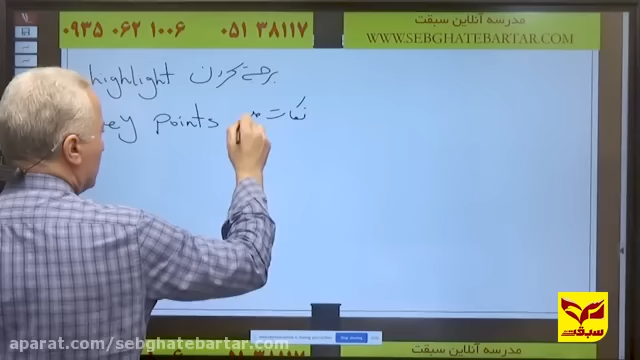 ۰۹۳۵ ۰۶۲ ۱۰۰۶ ۰۵۱ ۳۸۱۱۷
مدرسه آنلاین سبقت
WWW.SEBGHATEBARTAR.COM
highlight برجسته کردن
key Points نکات
سبقت
aparat.com/sebghatebartar.com
مدرسه آنلاین سبقت